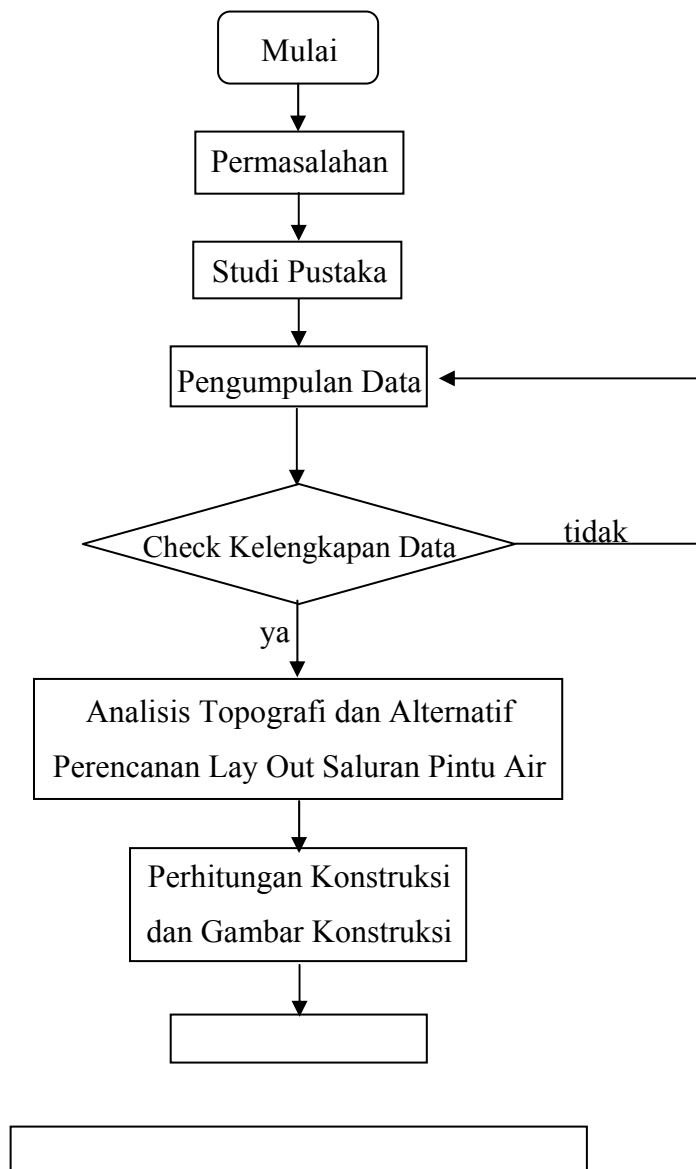 Mulai
Permasalahan
Studi Pustaka
Pengumpulan Data
Check Kelengkapan Data
tidak
ya
Analisis Topografi dan Alternatif
Perencanan Lay Out Saluran Pintu Air
Perhitungan Konstruksi
dan Gambar Konstruksi